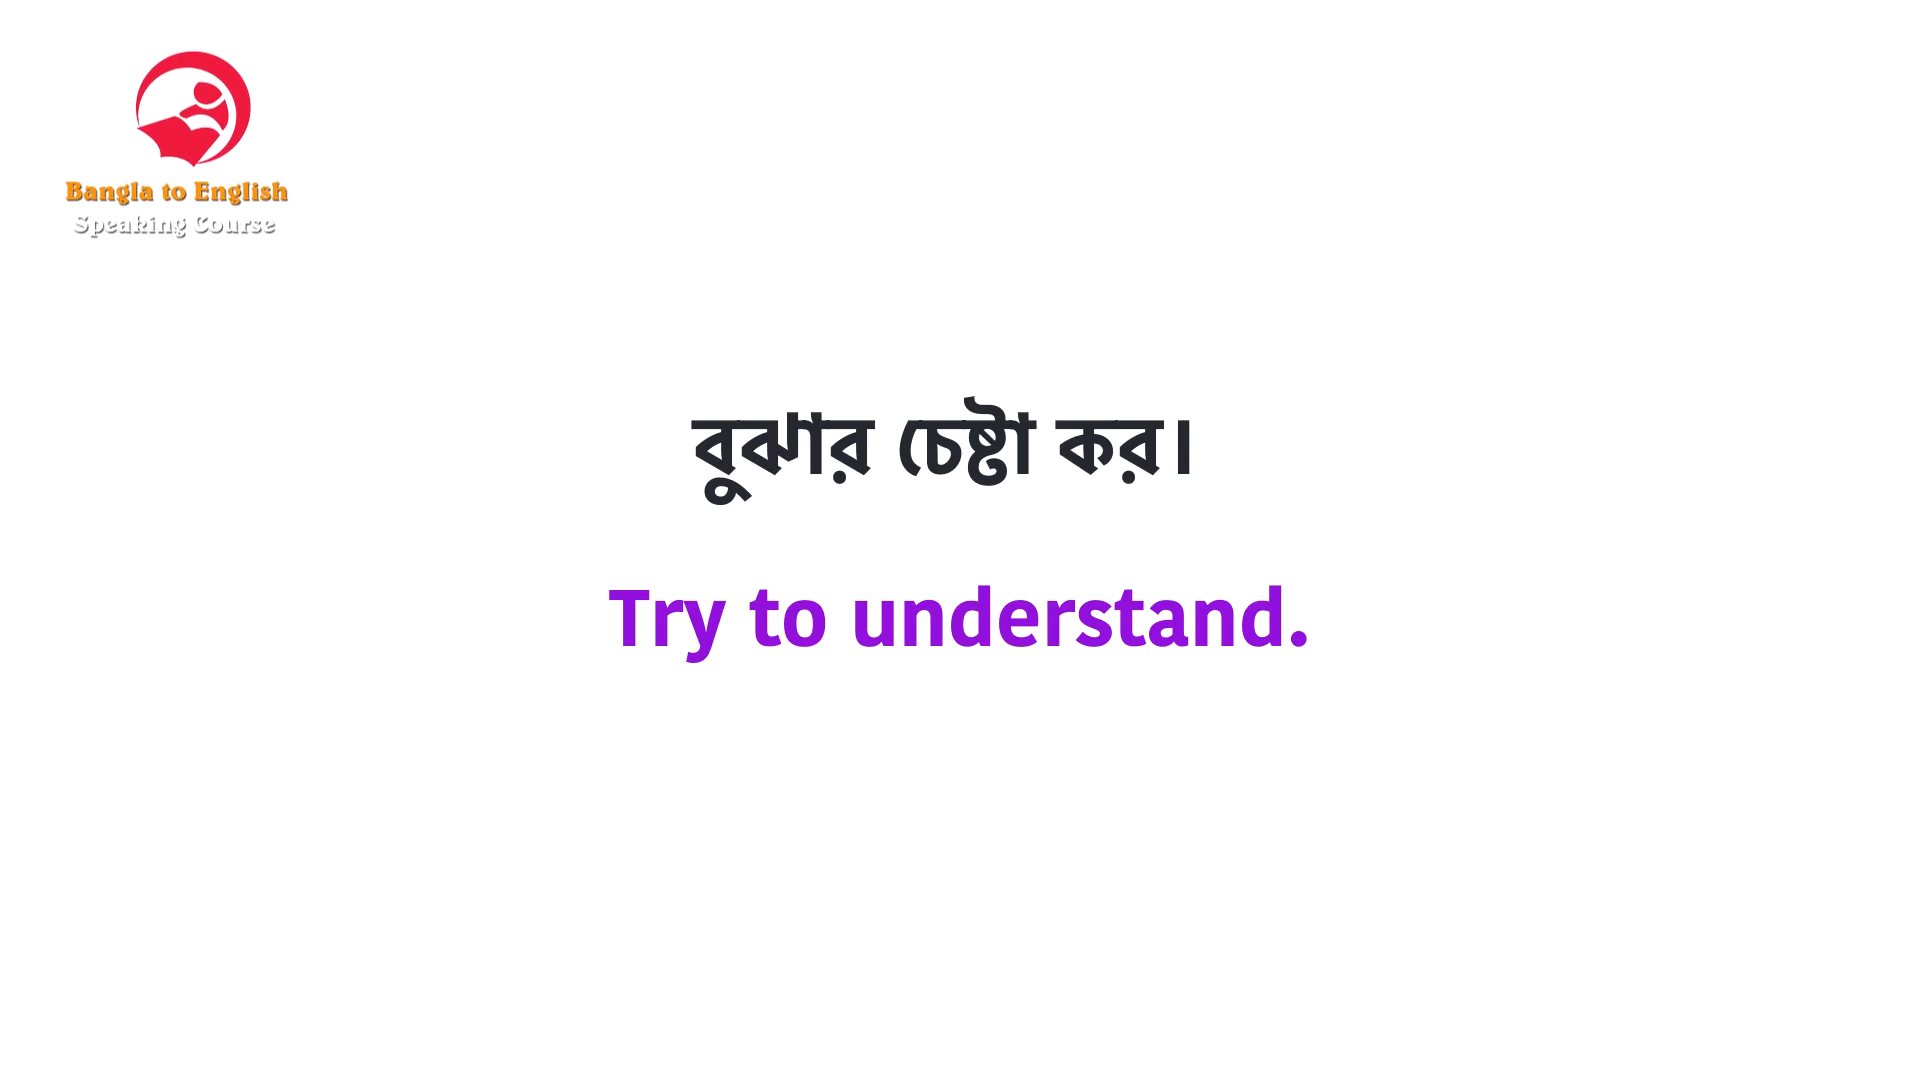 Bangla to English
Speaking Course
বুঝার চেষ্টা কর।
Try to understand.